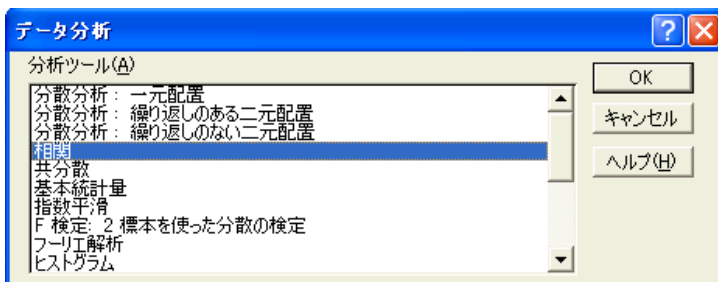 データ分析
分析ツール(A)
分散分析: 一元配置
分散分析: 繰り返しのある二元配置
分散分析: 繰り返しのない二元配置
相関
共分散
基本統計量
指数平滑
F 検定: 2 標本を使った分散の検定
フーリエ解析
ヒストグラム
OK
キャンセル
ヘルプ(H)